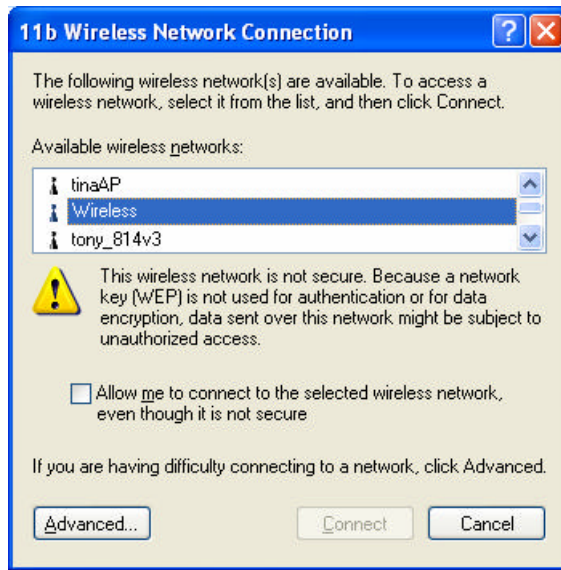 11b Wireless Network Connection
The following wireless network(s) are available. To access a
wireless network, select it from the list, and then click Connect.
Available wireless networks:
tinaAP
Wireless
tony_814v3
This wireless network is not secure. Because a network
key (WEP) is not used for authentication or for data
encryption, data sent over this network might be subject to
unauthorized access.
Allow me to connect to the selected wireless network,
even though it is not secure
If you are having difficulty connecting to a network, click Advanced.
Advanced... Connect Cancel